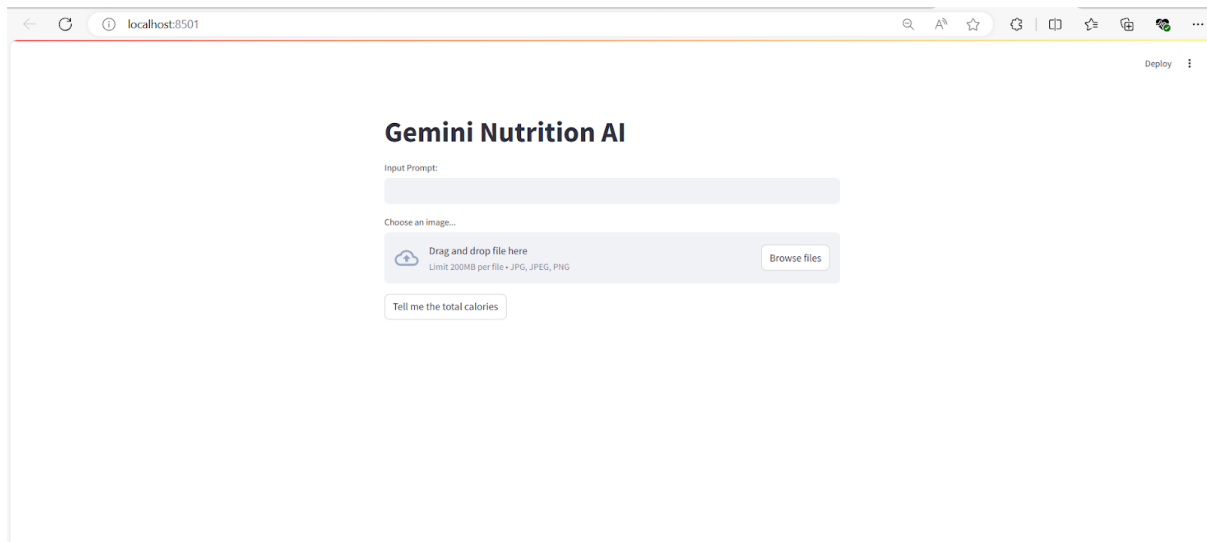 localhost:8501
Deploy
Gemini Nutrition AI
Input Prompt:
Choose an image...
Drag and drop file here
Limit 200MB per file • JPG, JPEG, PNG
Browse files
Tell me the total calories